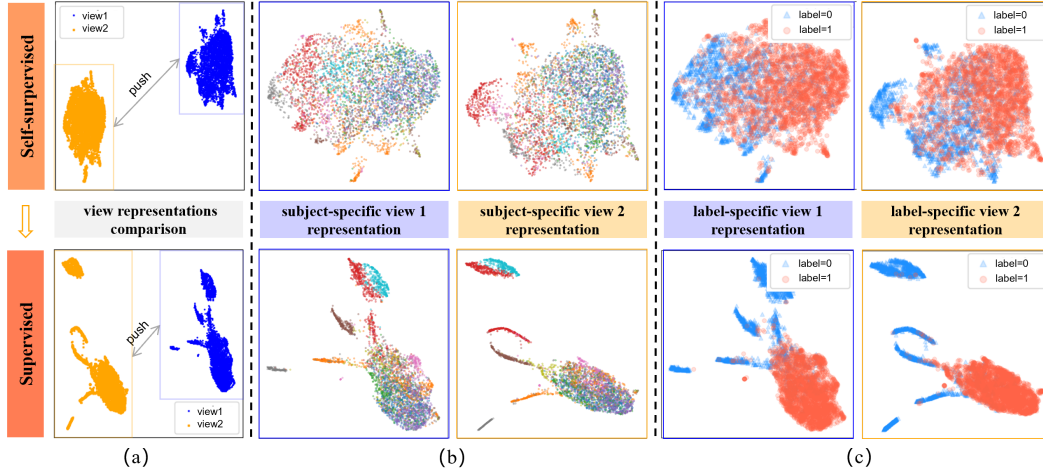 Self-surpervised
view1
view2
push
label=0
label=1
label=0
label=1
view representations
comparison
subject-specific view 1
representation
subject-specific view 2
representation
label-specific view 1
representation
label-specific view 2
representation
Supervised
push
view1
view2
label=0
label=1
label=0
label=1
(a)
(b)
(c)